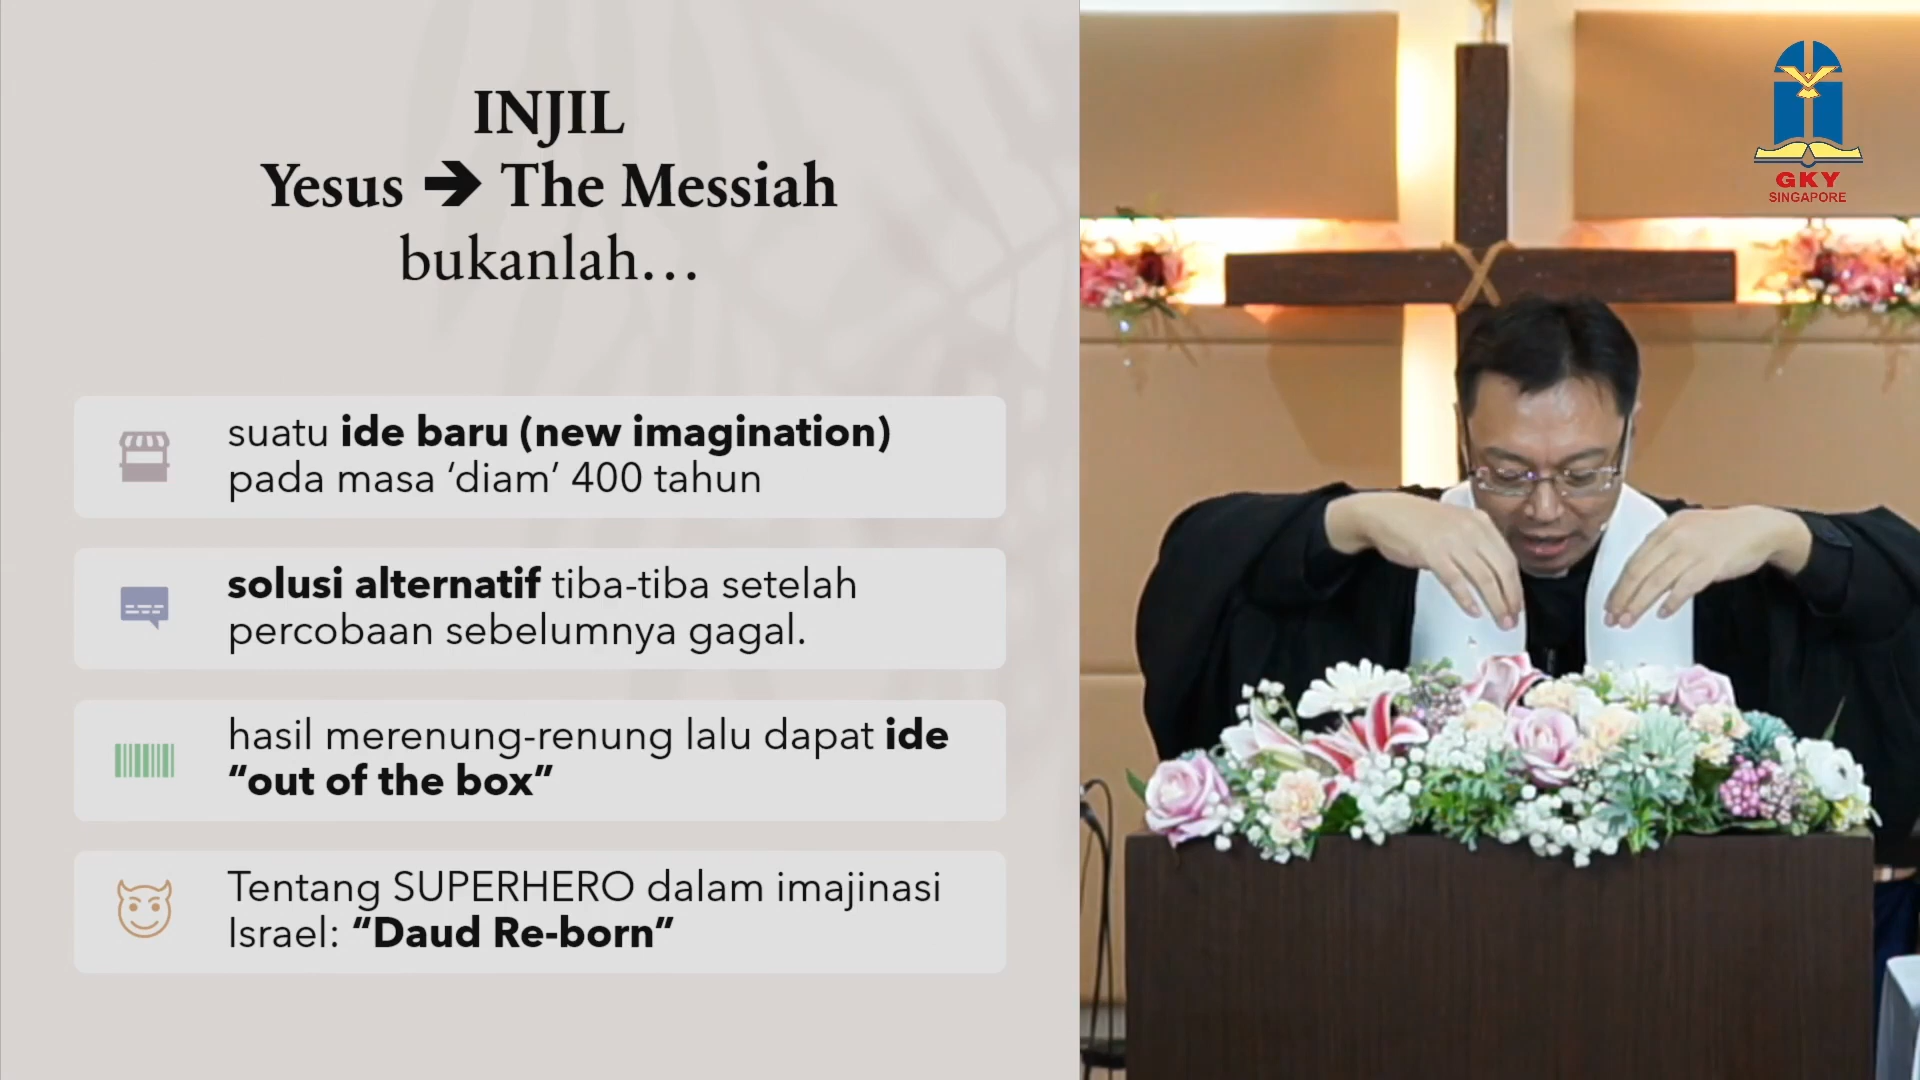 INJIL
Yesus ➔ The Messiah
bukanlah…
suatu ide baru (new imagination)
pada masa ‘diam’ 400 tahun
solusi alternatif tiba-tiba setelah
percobaan sebelumnya gagal.
hasil merenung-renung lalu dapat ide
“out of the box”
Tentang SUPERHERO dalam imajinasi
Israel: “Daud Re-born”
GKY
SINGAPORE